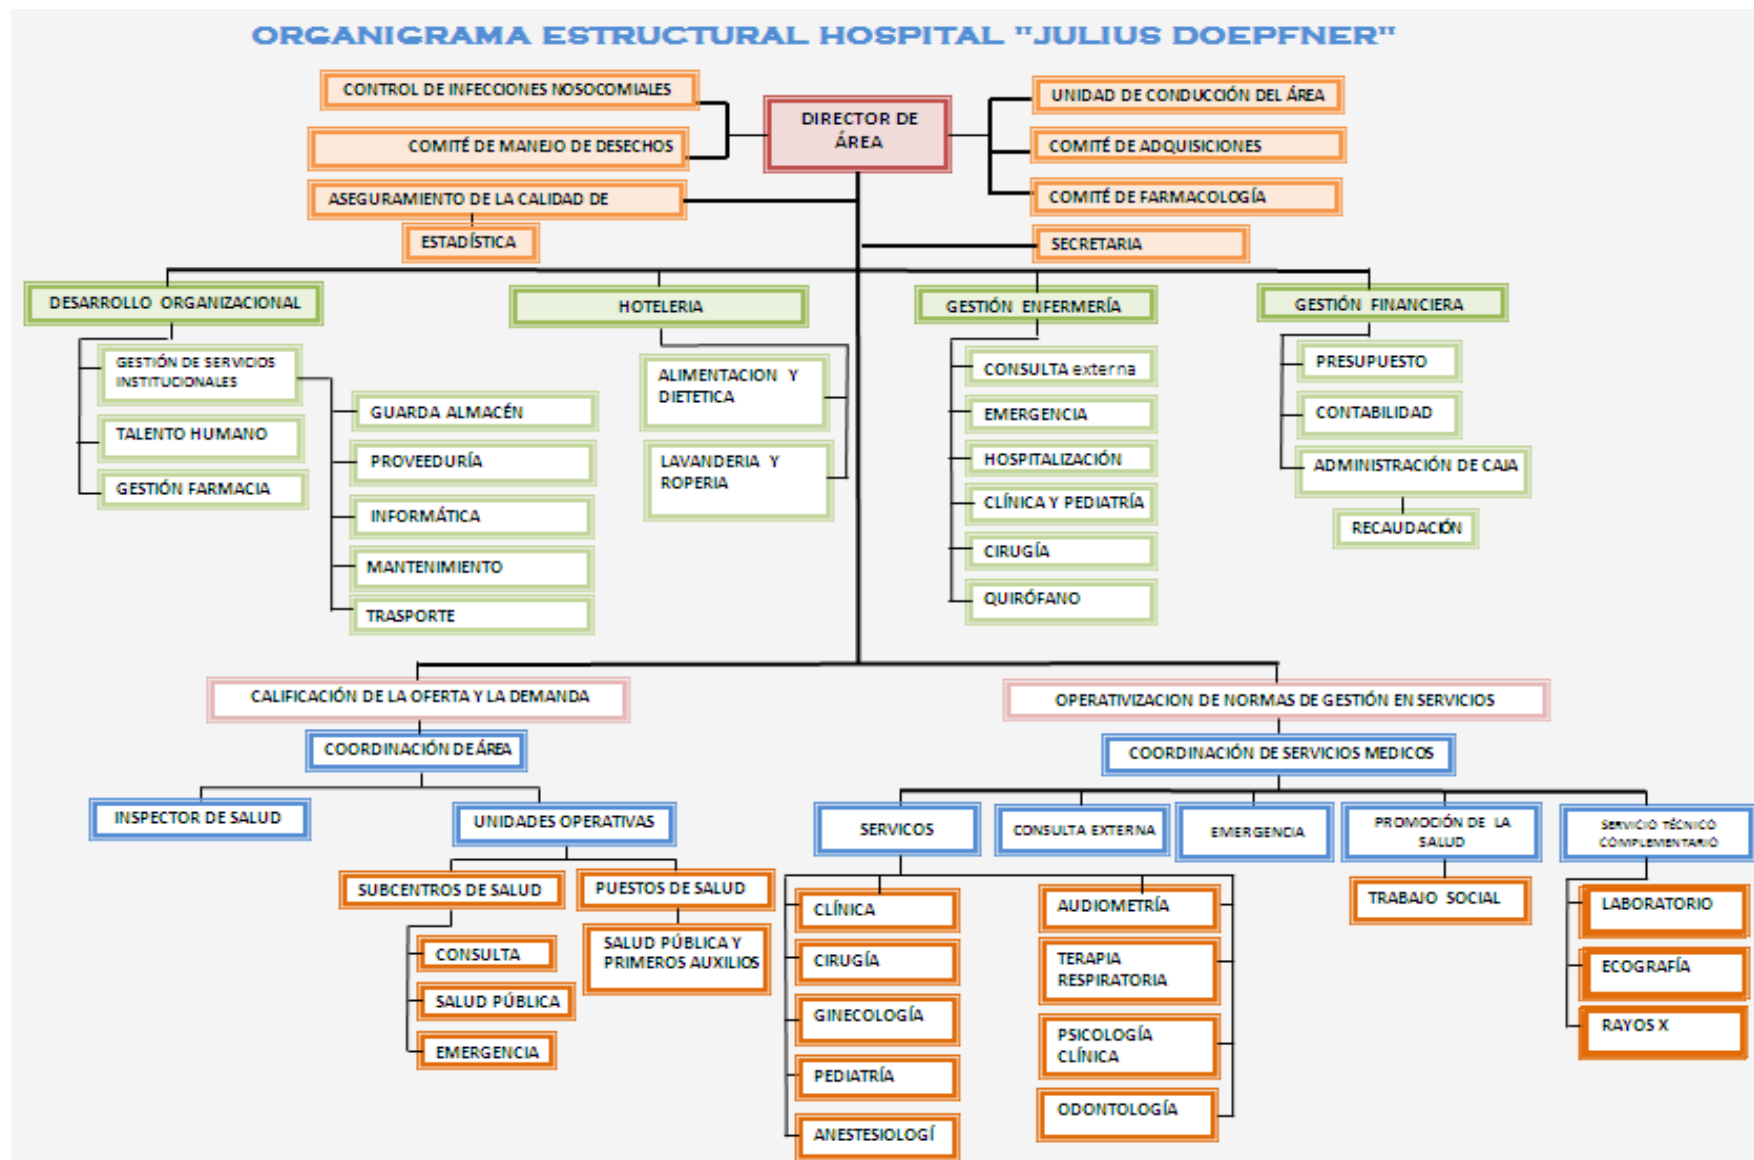 ORGANIGRAMA ESTRUCTURAL HOSPITAL "JULIUS DOEPFNER"
CONTROL DE INFECCIONES NOSOCOMIALES
COMITÉ DE MANEJO DE DESECHOS
ASEGURAMIENTO DE LA CALIDAD DE
ESTADÍSTICA
DIRECTOR DE
ÁREA
UNIDAD DE CONDUCCIÓN DEL ÁREA
COMITÉ DE ADQUISICIONES
COMITÉ DE FARMACOLOGÍA
SECRETARIA
DESARROLLO ORGANIZACIONAL
GESTIÓN DE SERVICIOS
INSTITUCIONALES
TALENTO HUMANO
GESTIÓN FARMACIA
GUARDA ALMACÉN
PROVEEDURÍA
INFORMÁTICA
MANTENIMIENTO
TRASPORTE
HOTELERIA
ALIMENTACION Y
DIETETICA
LAVANDERIA Y
ROPERIA
GESTIÓN ENFERMERÍA
CONSULTA externa
EMERGENCIA
HOSPITALIZACIÓN
CLÍNICA Y PEDIATRÍA
CIRUGÍA
QUIRÓFANO
GESTIÓN FINANCIERA
PRESUPUESTO
CONTABILIDAD
ADMINISTRACIÓN DE CAJA
RECAUDACIÓN
CALIFICACIÓN DE LA OFERTA Y LA DEMANDA
COORDINACIÓN DE ÁREA
INSPECTOR DE SALUD
UNIDADES OPERATIVAS
SUBCENTROS DE SALUD
CONSULTA
SALUD PÚBLICA
EMERGENCIA
PUESTOS DE SALUD
SALUD PÚBLICA Y
PRIMEROS AUXILIOS
OPERATIVIZACION DE NORMAS DE GESTIÓN EN SERVICIOS
COORDINACIÓN DE SERVICIOS MEDICOS
SERVICOS
CLÍNICA
CIRUGÍA
GINECOLOGÍA
PEDIATRÍA
ANESTESIOLOGÍ
AUDIOMETRÍA
TERAPIA
RESPIRATORIA
PSICOLOGÍA
CLÍNICA
ODONTOLOGÍA
CONSULTA EXTERNA
EMERGENCIA
PROMOCIÓN DE LA
SALUD
TRABAJO SOCIAL
SERVICIO TÉCNICO
COMPLEMENTARIO
LABORATORIO
ECOGRAFÍA
RAYOS X